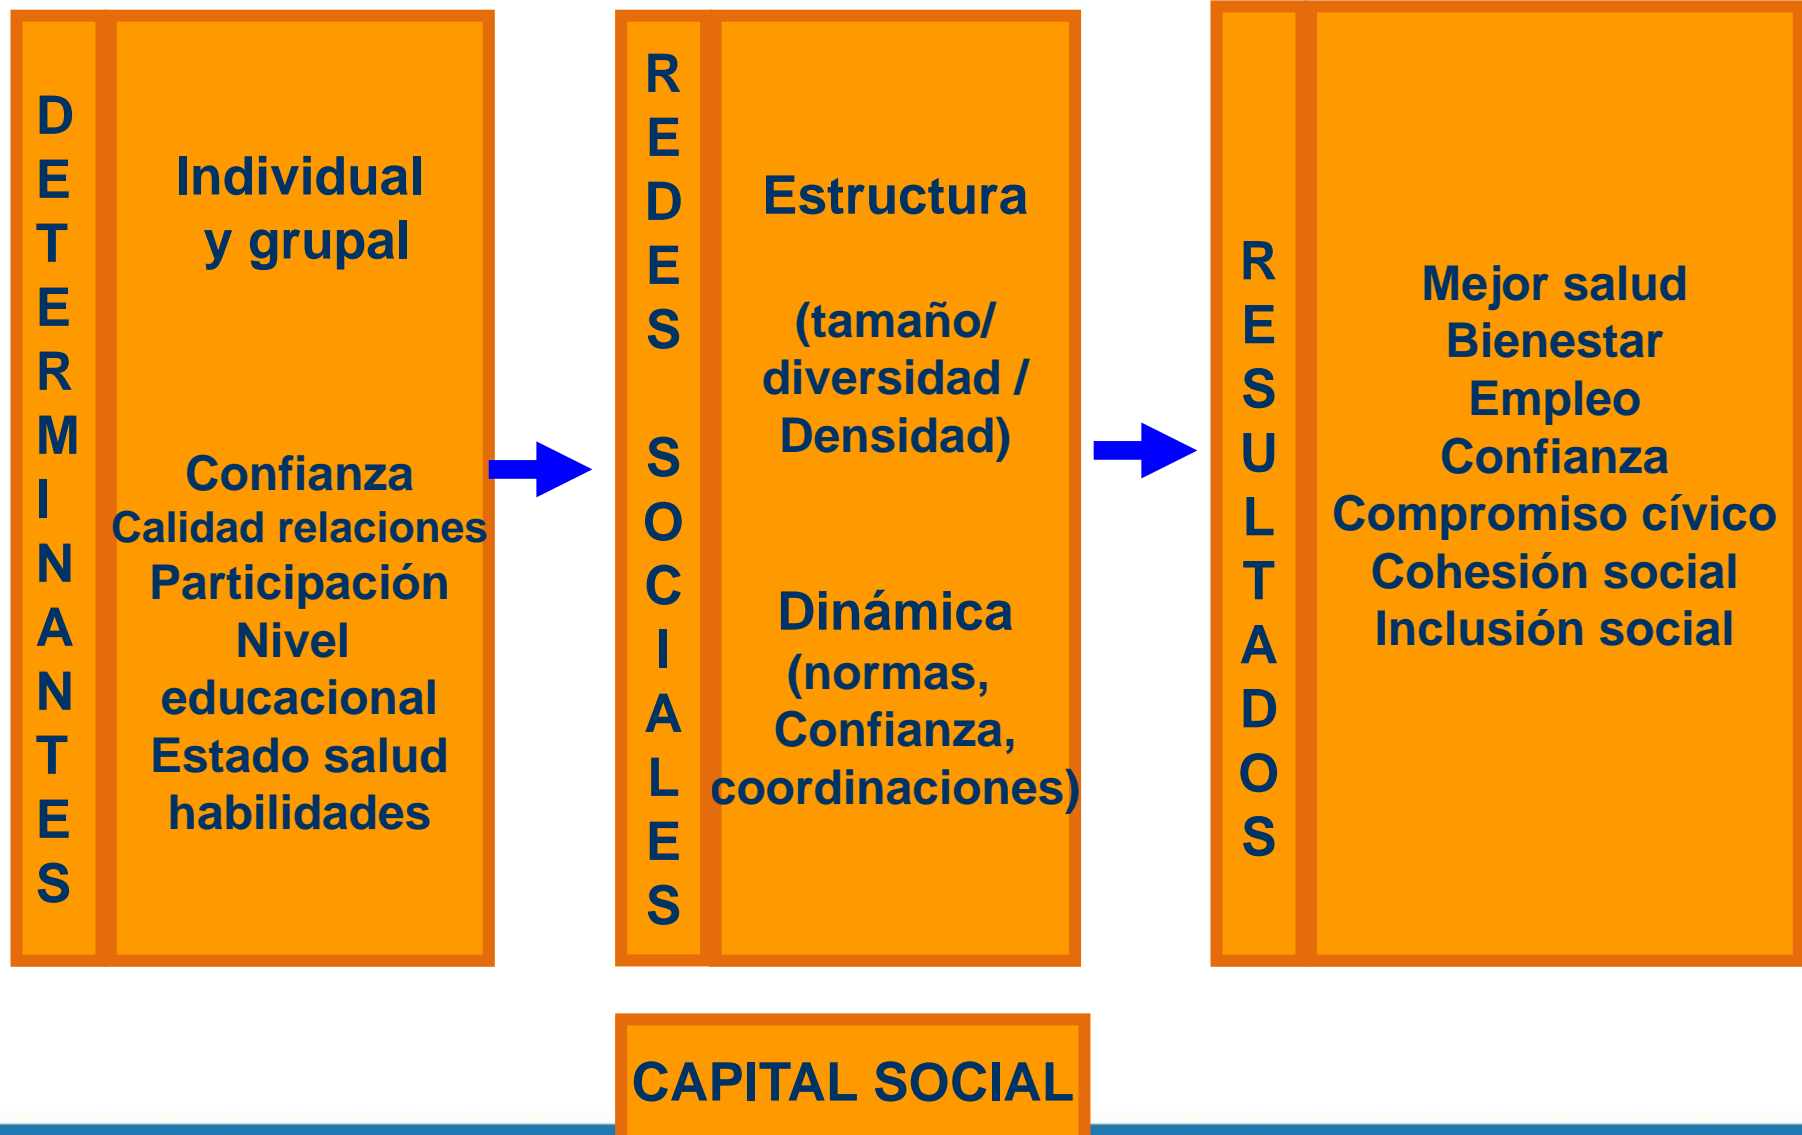 DETERMINANTES
Individual
y grupal
Confianza
Calidad relaciones
Participación
Nivel
educacional
Estado salud
habilidades
REDES SOCIALES
Estructura
(tamaño/
diversidad /
Densidad)
Dinámica
(normas,
Confianza,
coordinaciones)
RESULTADOS
Mejor salud
Bienestar
Empleo
Confianza
Compromiso cívico
Cohesión social
Inclusión social
CAPITAL SOCIAL